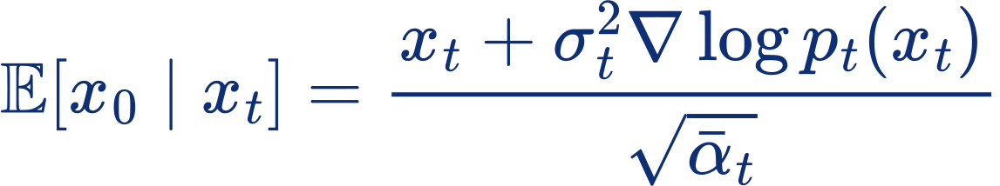 𝔼[x₀ | xₜ] = (xₜ + σₜ² ∇ log pₜ(xₜ)) / √ᾱₜ